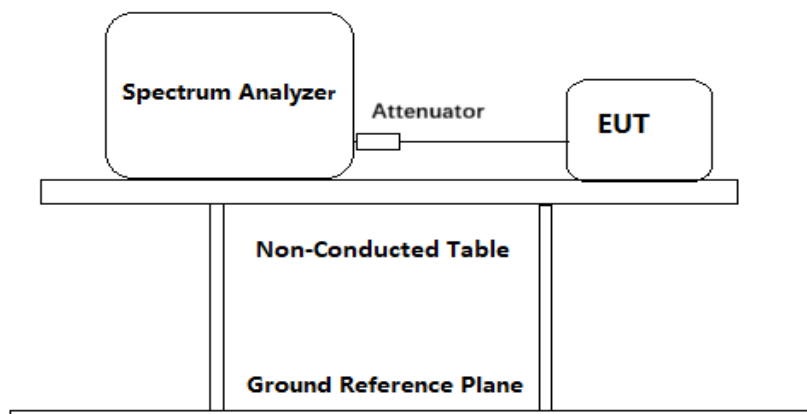 Spectrum Analyzer
Attenuator
EUT
Non-Conducted Table
Ground Reference Plane